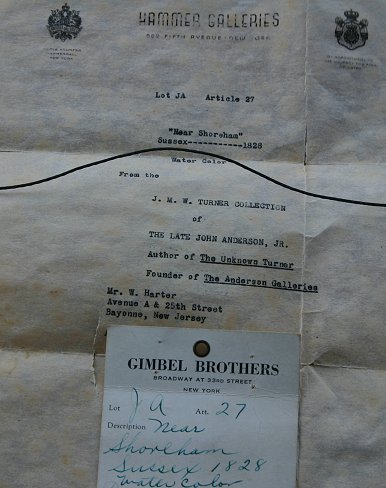 HAMMER GALLERIES
682 FIFTH AVENUE · NEW YORK
Lot JA Article 27
"Near Shoreham"
Sussex-----------1828
Water Color
From the
J. M. W. TURNER COLLECTION
of
THE LATE JOHN ANDERSON, JR.
Author of The Unknown Turner
Founder of The Anderson Galleries
Mr. W. Harter
Avenue A & 25th Street
Bayonne, New Jersey
GIMBEL BROTHERS
BROADWAY AT 33RD STREET
NEW YORK
Lot JA Art. 27
Description Near
Shoreham
Sussex 1828
Water Color